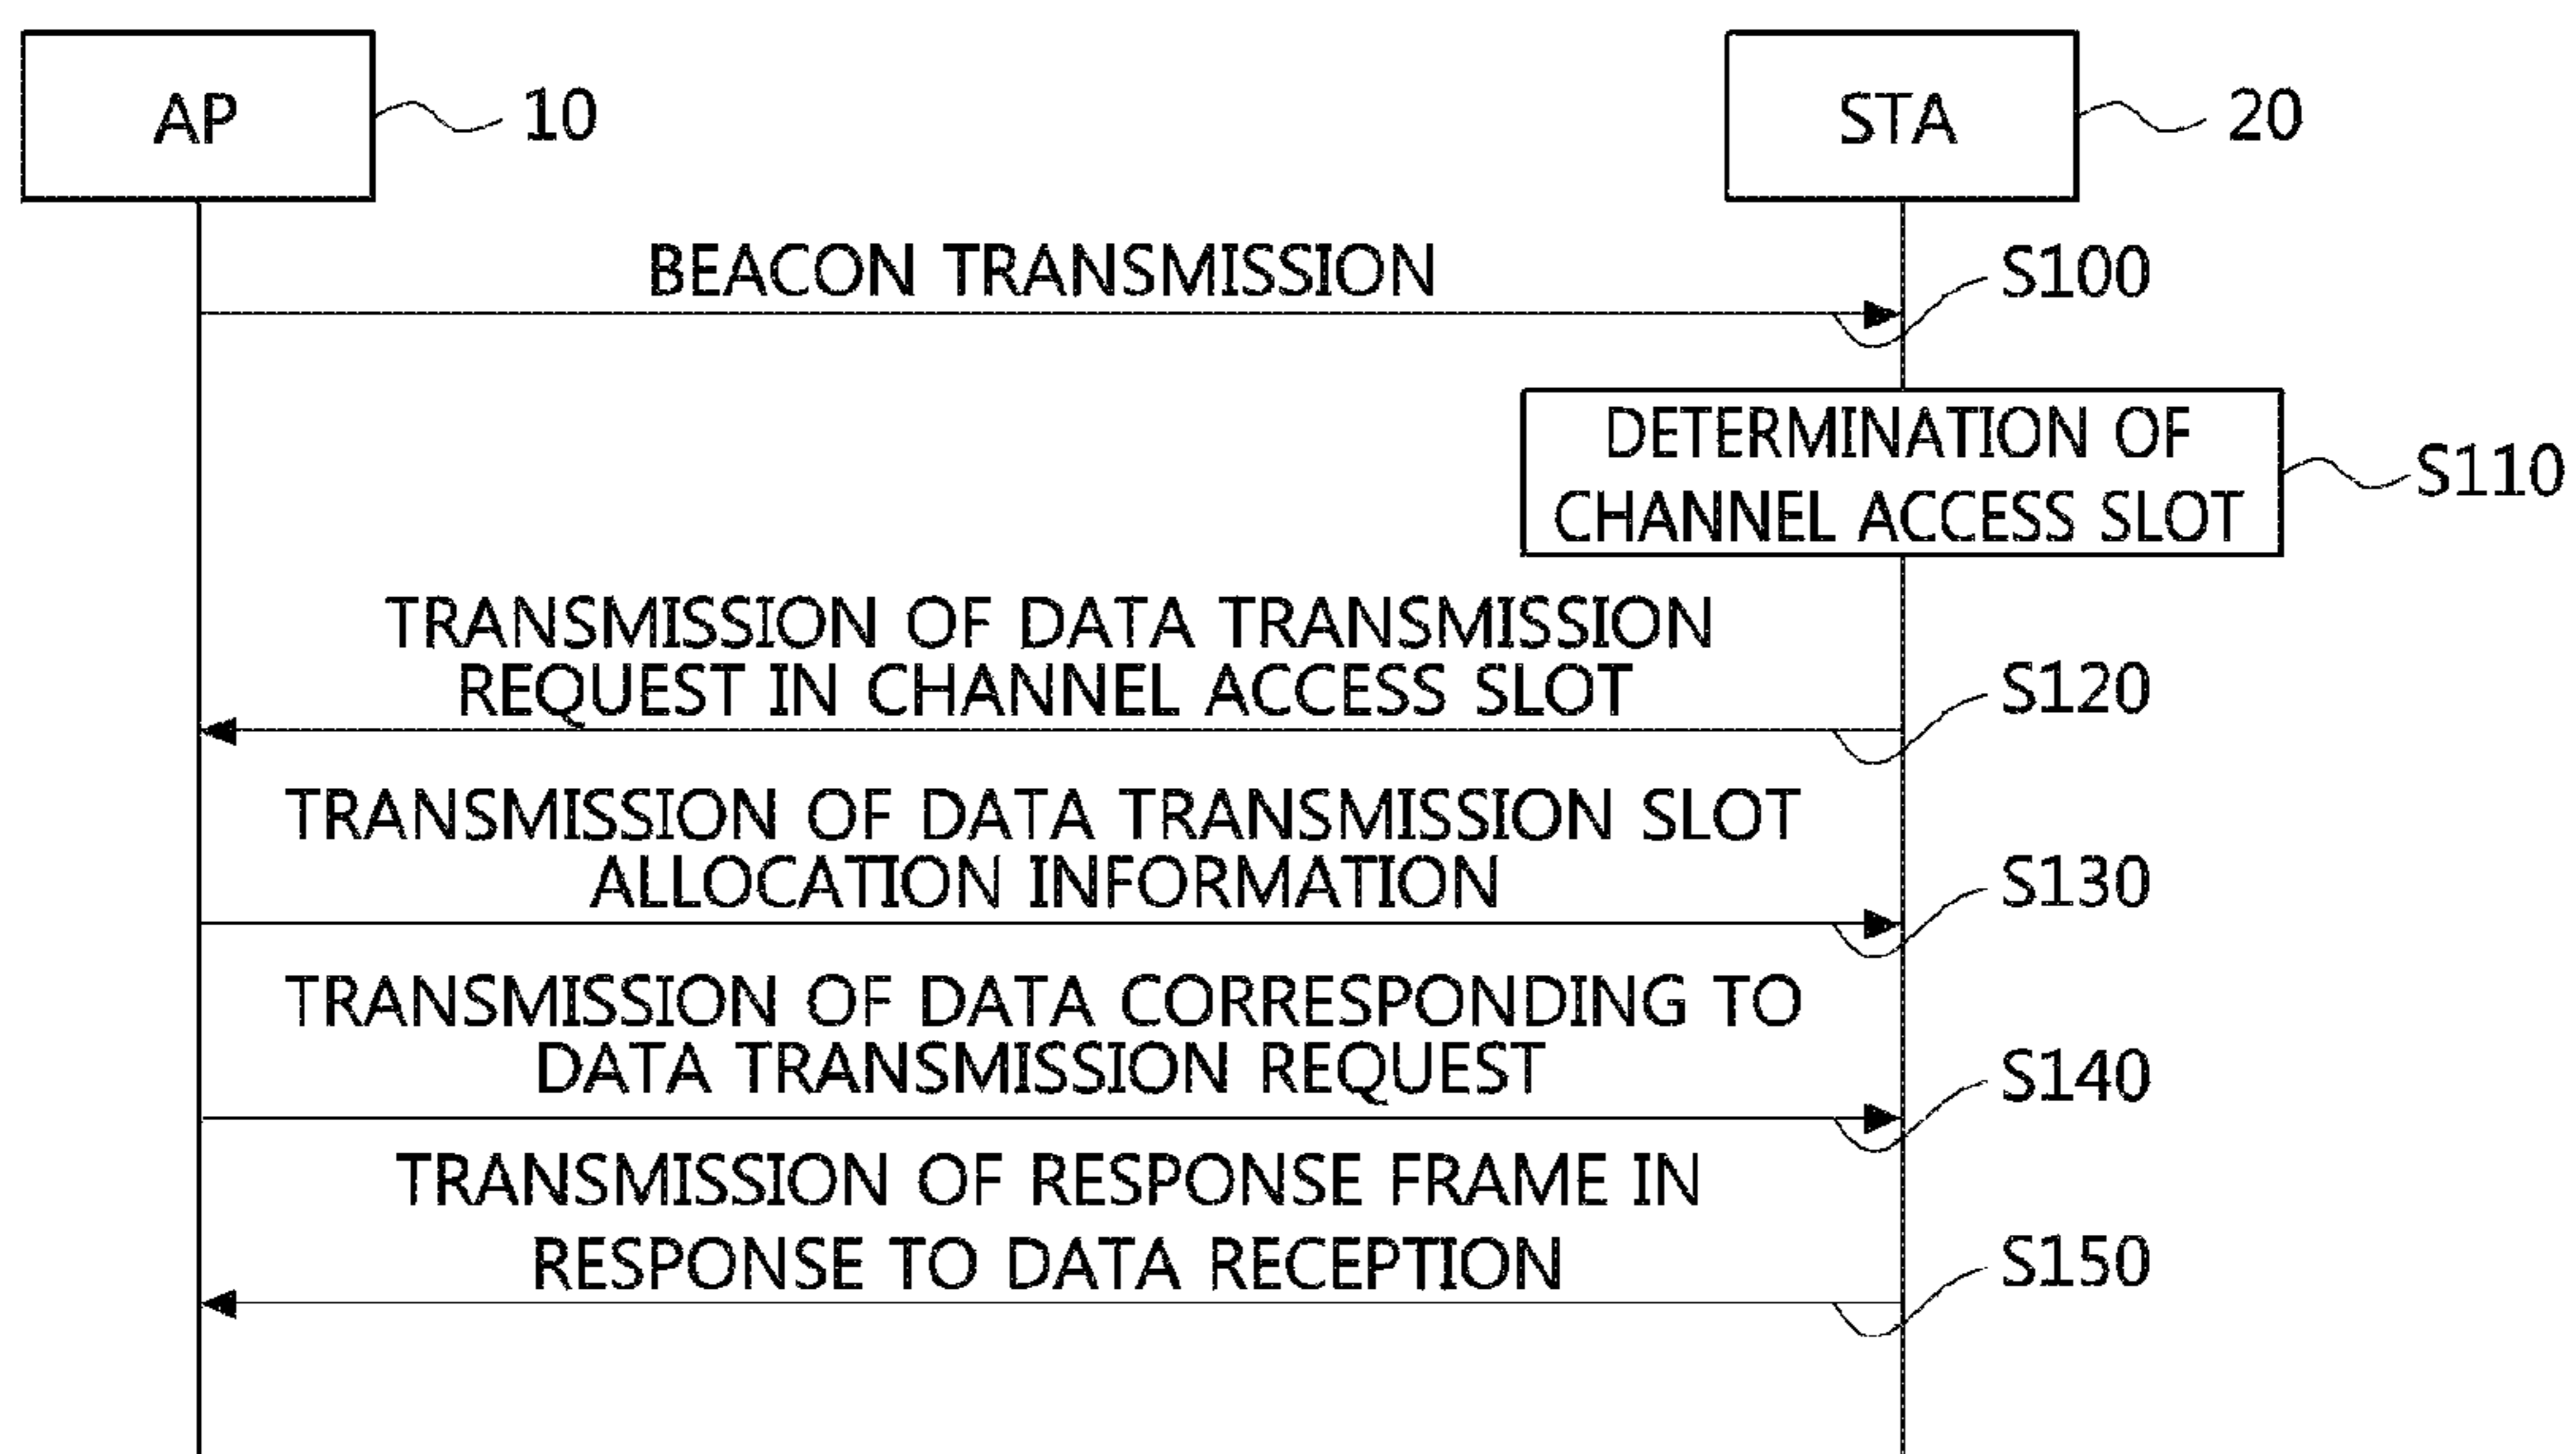 AP
10
STA
20
BEACON TRANSMISSION
S100
DETERMINATION OF
CHANNEL ACCESS SLOT
S110
TRANSMISSION OF DATA TRANSMISSION
REQUEST IN CHANNEL ACCESS SLOT
S120
TRANSMISSION OF DATA TRANSMISSION SLOT
ALLOCATION INFORMATION
S130
TRANSMISSION OF DATA CORRESPONDING TO
DATA TRANSMISSION REQUEST
S140
TRANSMISSION OF RESPONSE FRAME IN
RESPONSE TO DATA RECEPTION
S150